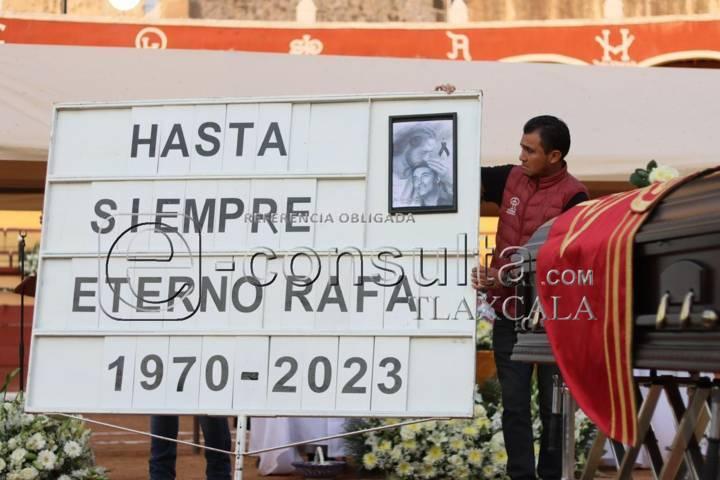 HASTA
SIEMPRE
REFERENCIA OBLIGADA
e-consulta
.COM
ETERNO RAFA
TLAXCALA
1970-2023